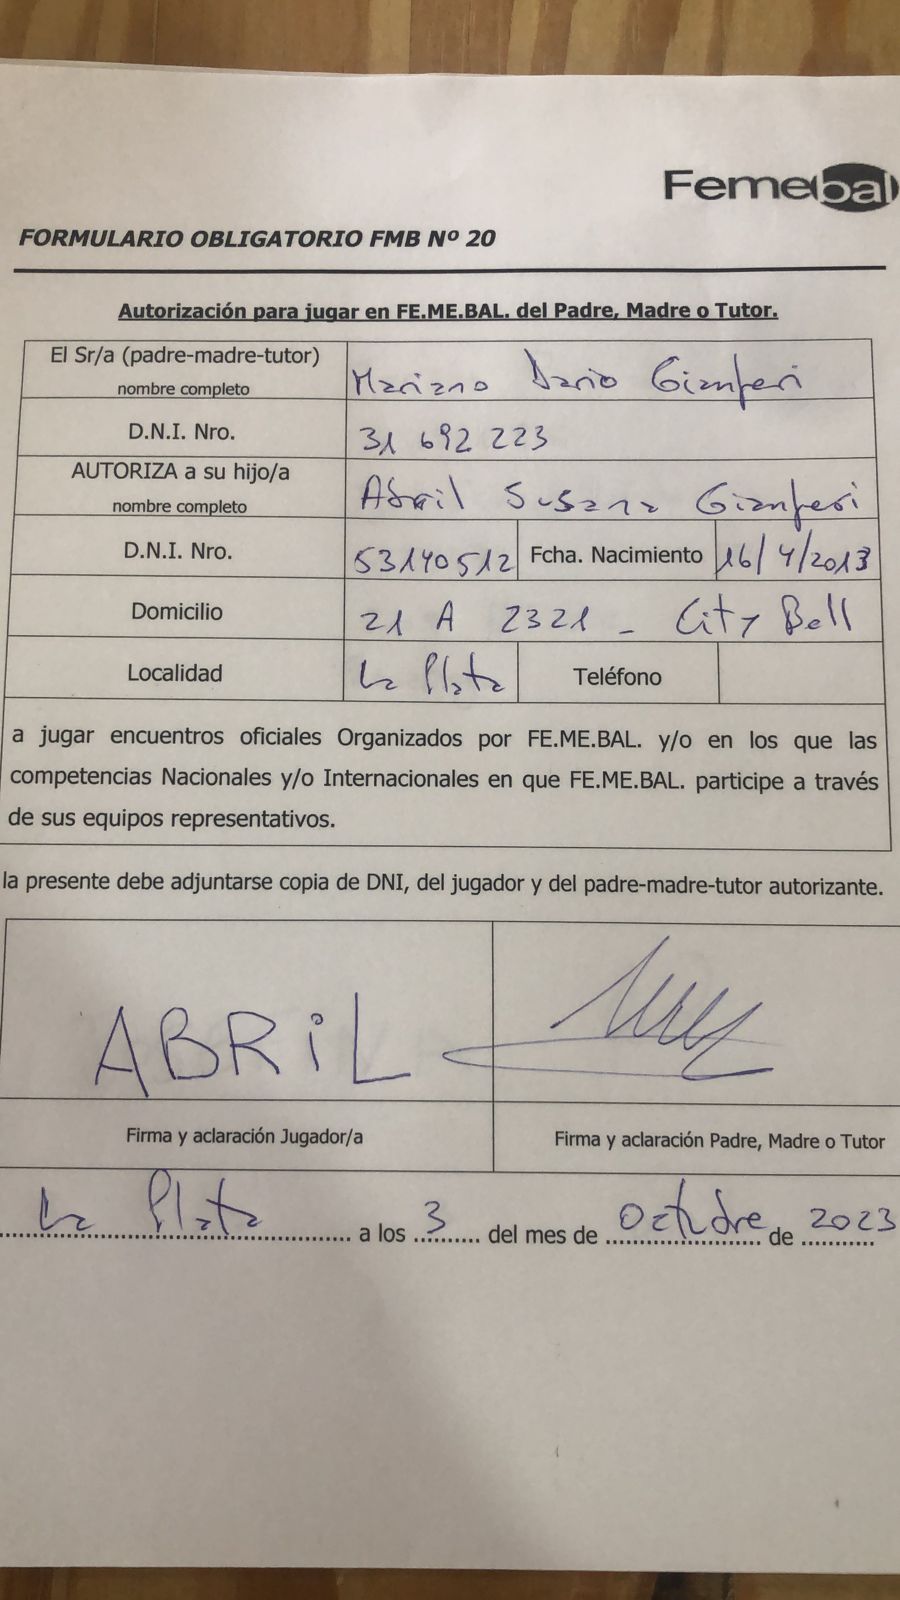 Femebal
FORMULARIO OBLIGATORIO FMB Nº 20
Autorización para jugar en FE.ME.BAL. del Padre, Madre o Tutor.
El Sr/a (padre-madre-tutor)
nombre completo
Mariano Dario Gianferi
D.N.I. Nro.
31 692 223
AUTORIZA a su hijo/a
nombre completo
Abril Susana Gianferi
D.N.I. Nro.
53140512
Fcha. Nacimiento
16/4/2013
Domicilio
21 A 2321 - City Bell
Localidad
La Plata
Teléfono
a jugar encuentros oficiales Organizados por FE.ME.BAL. y/o en los que las
competencias Nacionales y/o Internacionales en que FE.ME.BAL. participe a través
de sus equipos representativos.
la presente debe adjuntarse copia de DNI, del jugador y del padre-madre-tutor autorizante.
ABRiL
Firma y aclaración Jugador/a
Firma y aclaración Padre, Madre o Tutor
La Plata a los 3 del mes de Octubre de 2023